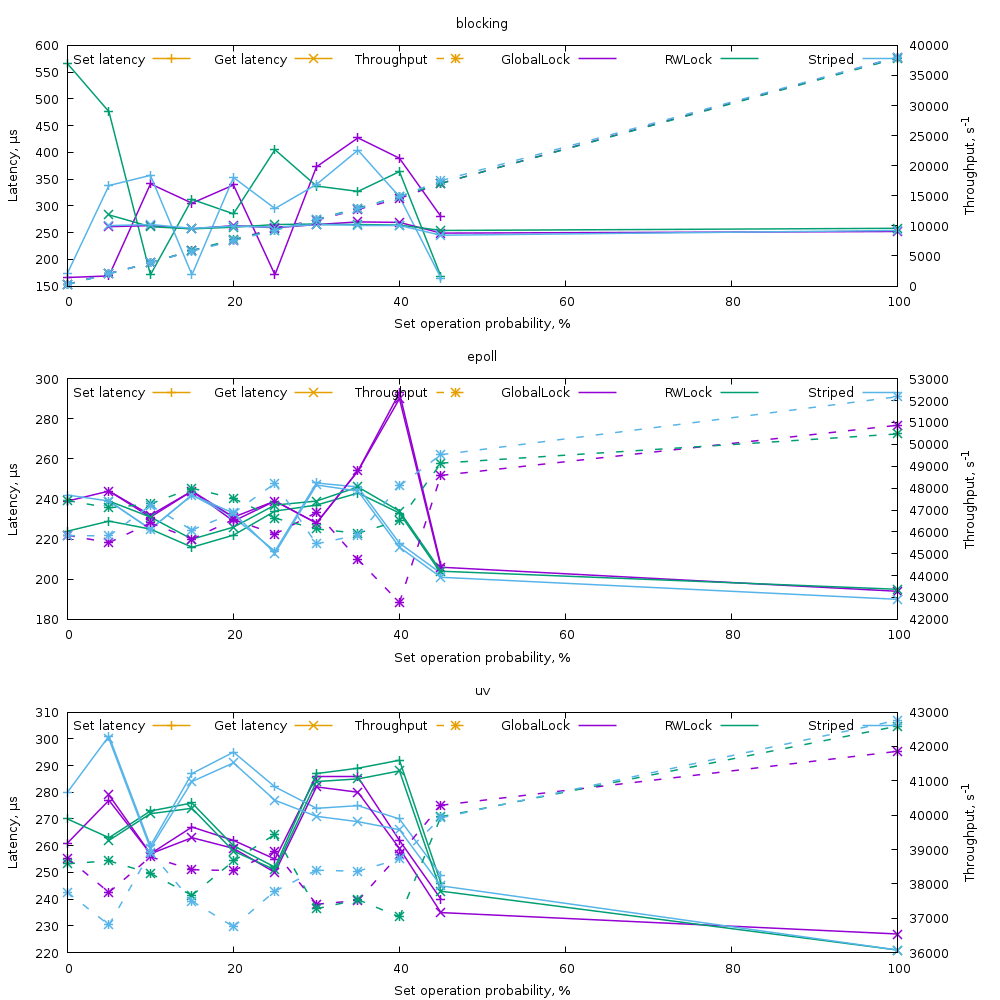 blocking
Set latency Get latency Throughput GlobalLock RWLock Striped
600 550 500 450 400 350 300 250 200 150
Latency, μs
40000 35000 30000 25000 20000 15000 10000 5000 0
Throughput, s⁻¹
0 20 40 60 80 100
Set operation probability, %
epoll
Set latency Get latency Throughput GlobalLock RWLock Striped
300 280 260 240 220 200 180
Latency, μs
53000 52000 51000 50000 49000 48000 47000 46000 45000 44000 43000 42000
Throughput, s⁻¹
0 20 40 60 80 100
Set operation probability, %
uv
Set latency Get latency Throughput GlobalLock RWLock Striped
310 300 290 280 270 260 250 240 230 220
Latency, μs
43000 42000 41000 40000 39000 38000 37000 36000
Throughput, s⁻¹
0 20 40 60 80 100
Set operation probability, %